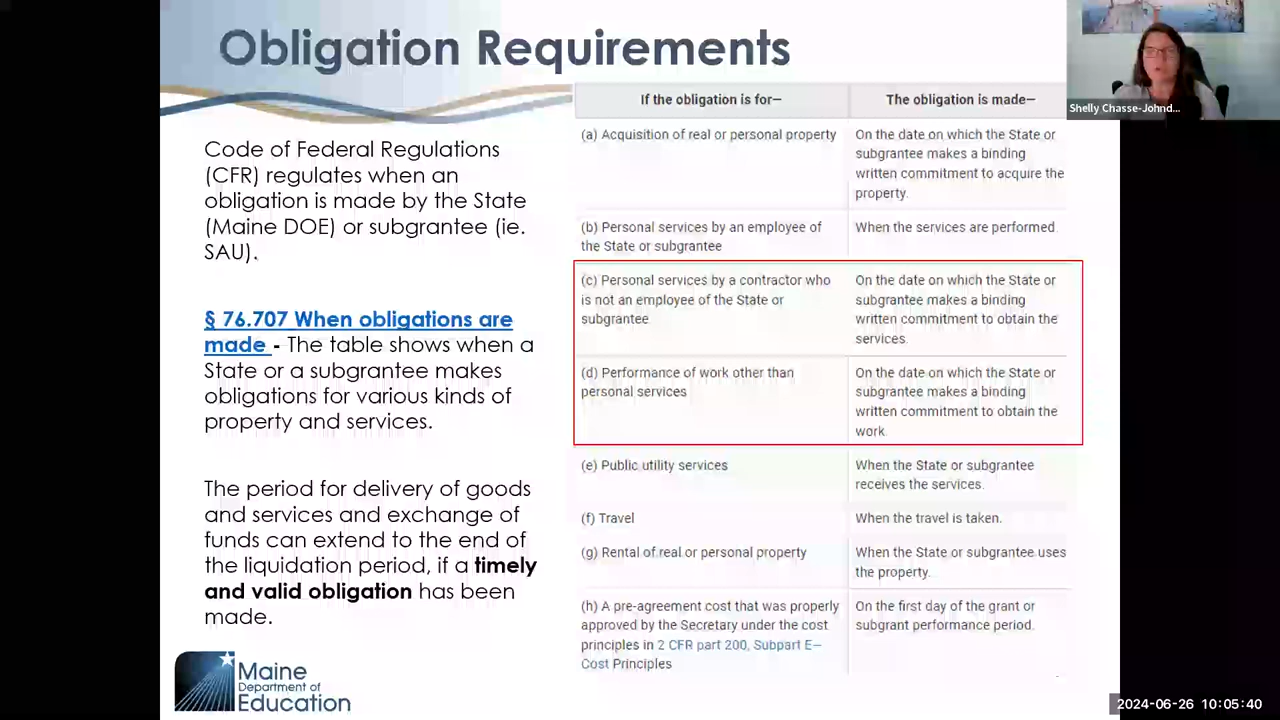 Obligation Requirements
Shelly Chasse-Johnd...
Code of Federal Regulations
(CFR) regulates when an
obligation is made by the State
(Maine DOE) or subgrantee (ie.
SAU).
§ 76.707 When obligations are
made - The table shows when a
State or a subgrantee makes
obligations for various kinds of
property and services.
The period for delivery of goods
and services and exchange of
funds can extend to the end of
the liquidation period, if a timely
and valid obligation has been
made.
If the obligation is for—
The obligation is made—
(a) Acquisition of real or personal property
On the date on which the State or
subgrantee makes a binding
written commitment to acquire the
property.
(b) Personal services by an employee of
the State or subgrantee
When the services are performed.
(c) Personal services by a contractor who
is not an employee of the State or
subgrantee
On the date on which the State or
subgrantee makes a binding
written commitment to obtain the
services.
(d) Performance of work other than
personal services
On the date on which the State or
subgrantee makes a binding
written commitment to obtain the
work.
(e) Public utility services
When the State or subgrantee
receives the services.
(f) Travel
When the travel is taken.
(g) Rental of real or personal property
When the State or subgrantee uses
the property.
(h) A pre-agreement cost that was properly
approved by the Secretary under the cost
principles in 2 CFR part 200, Subpart E—
Cost Principles
On the first day of the grant or
subgrant performance period.
Maine
Department of
Education
2024-06-26 10:05:40